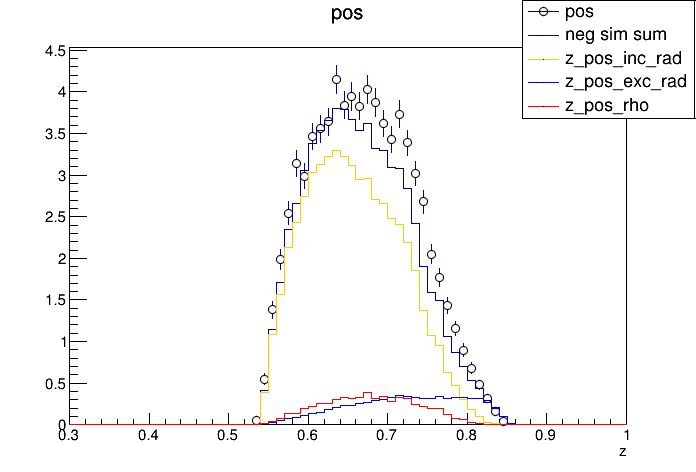 pos
pos
neg sim sum
z_pos_inc_rad
z_pos_exc_rad
z_pos_rho
4.5
4
3.5
3
2.5
2
1.5
1
0.5
0
0.3 0.4 0.5 0.6 0.7 0.8 0.9 1
z